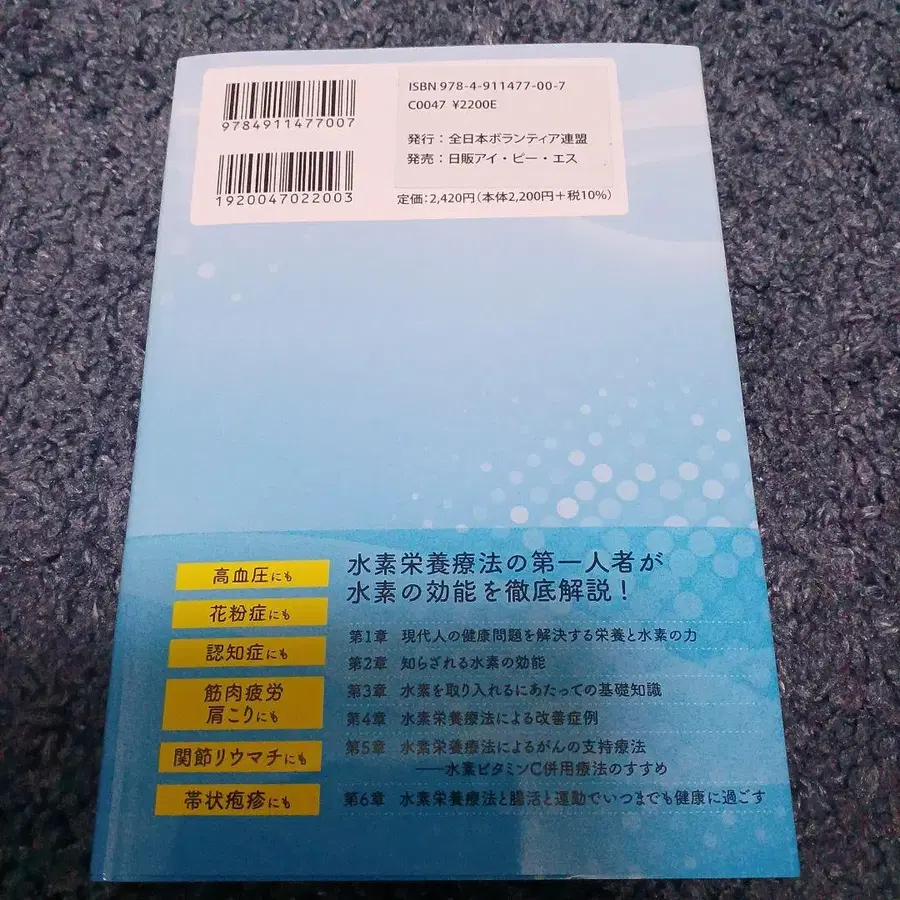 9784911477007
1920047022003
ISBN 978-4-911477-00-7
C0047 ¥2200E
発行：全日本ボランティア連盟
発売：日販アイ・ピー・エス
定価：2,420円（本体2,200円＋税10%）
高血圧にも
花粉症にも
認知症にも
筋肉疲労
肩こりにも
関節リウマチにも
帯状疱疹にも
水素栄養療法の第一人者が
水素の効能を徹底解説！
第1章 現代人の健康問題を解決する栄養と水素の力
第2章 知らざれる水素の効能
第3章 水素を取り入れるにあたっての基礎知識
第4章 水素栄養療法による改善症例
第5章 水素栄養療法によるがんの支持療法
――水素ビタミンC併用療法のすすめ
第6章 水素栄養療法と腸活と運動でいつまでも健康に過ごす